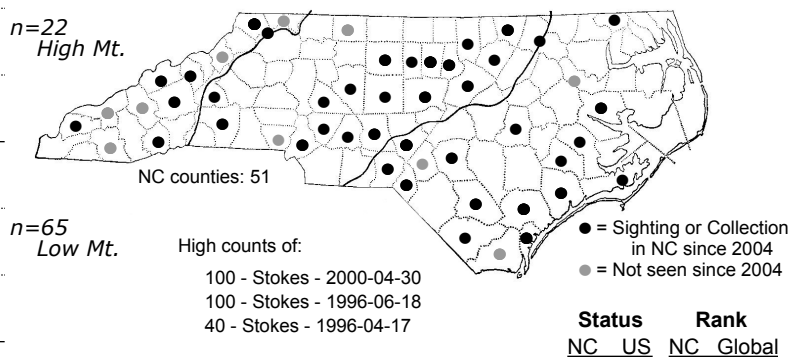 n=22
High Mt.
NC counties: 51
n=65
Low Mt.
High counts of:
100 - Stokes - 2000-04-30
100 - Stokes - 1996-06-18
40 - Stokes - 1996-04-17
● = Sighting or Collection
in NC since 2004
● = Not seen since 2004
Status Rank
NC US NC Global